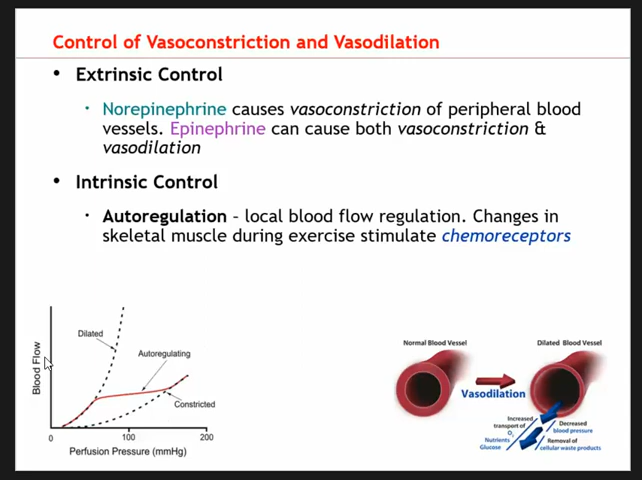 Control of Vasoconstriction and Vasodilation
• Extrinsic Control
• Norepinephrine causes vasoconstriction of peripheral blood
vessels. Epinephrine can cause both vasoconstriction &
vasodilation
• Intrinsic Control
• Autoregulation – local blood flow regulation. Changes in
skeletal muscle during exercise stimulate chemoreceptors
Blood Flow
Dilated
Autoregulating
Constricted
0
100
200
Perfusion Pressure (mmHg)
Normal Blood Vessel
Dilated Blood Vessel
Vasodilation
Increased
transport of
O2
Nutrients
Glucose
Decreased
blood pressure
Removal of
cellular waste products